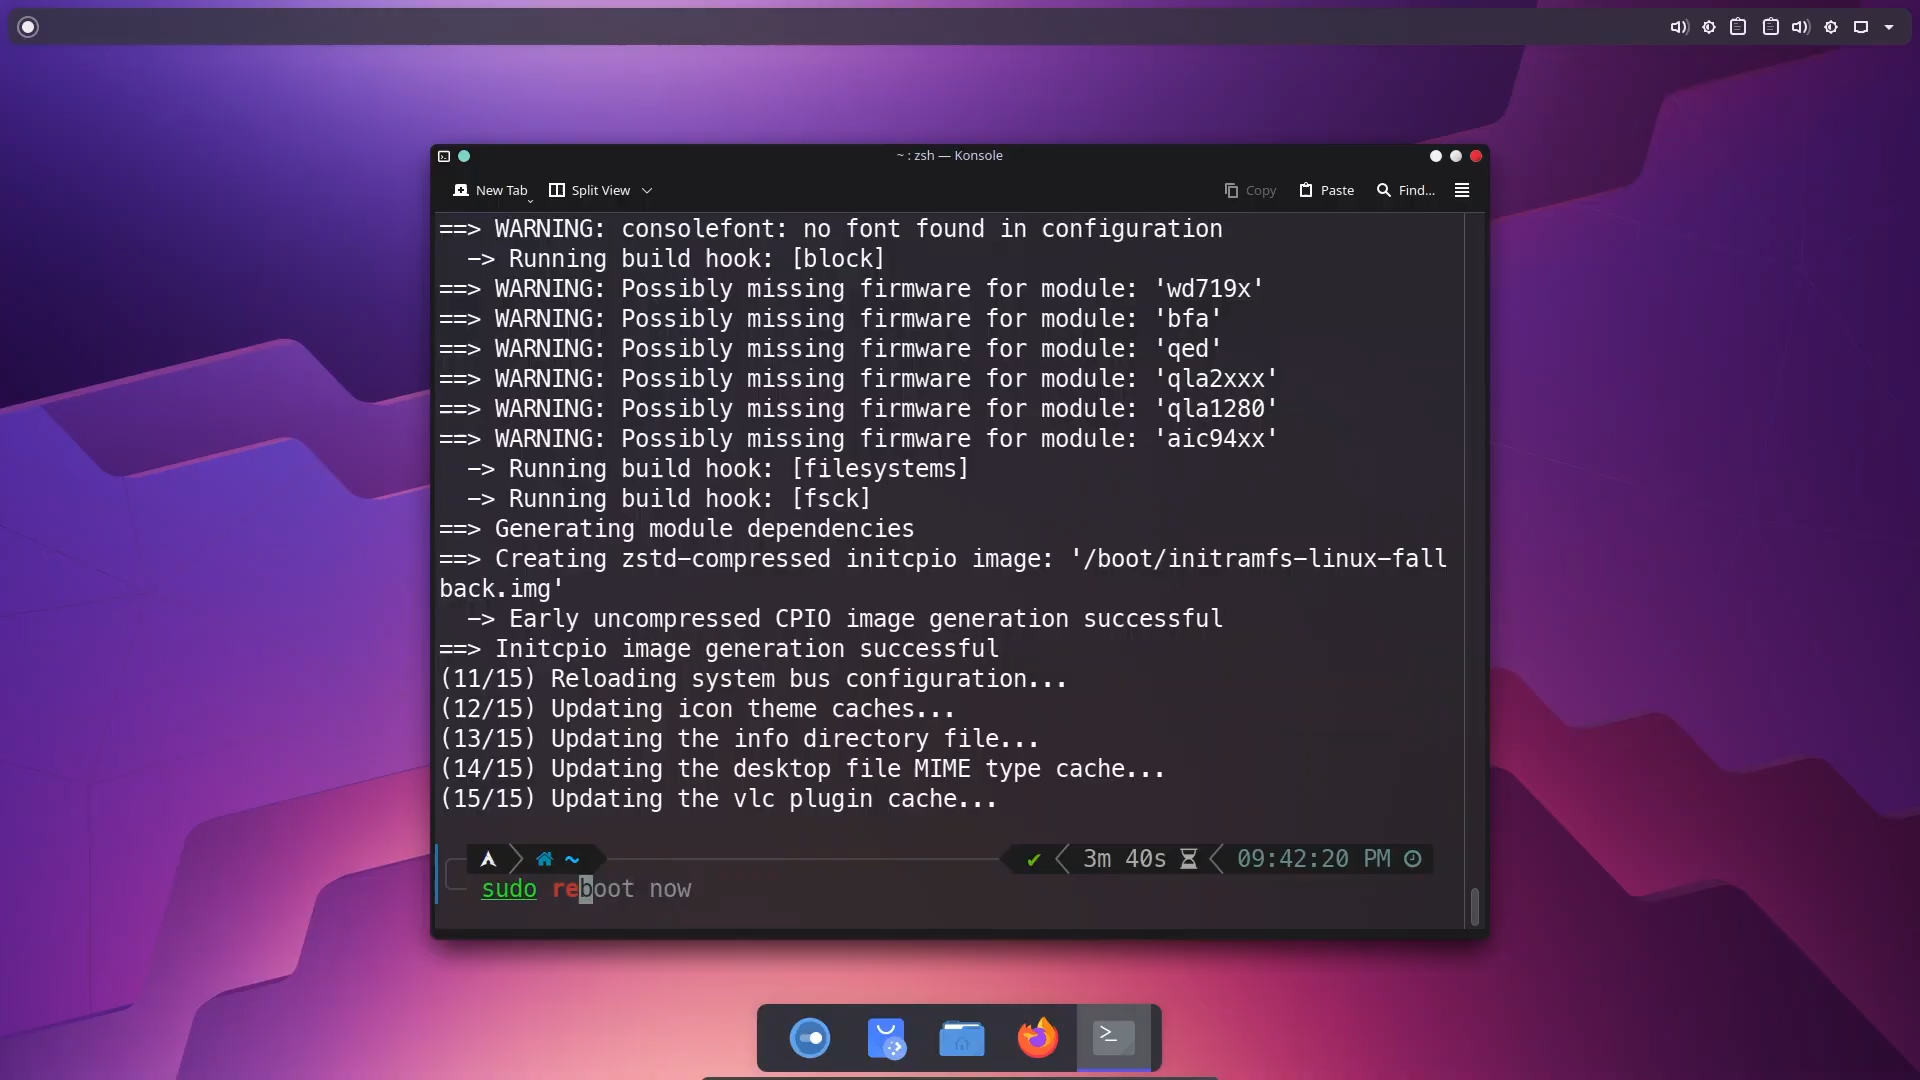 ~ : zsh — Konsole
New Tab Split View Copy Paste Find...
==> WARNING: consolefont: no font found in configuration
  -> Running build hook: [block]
==> WARNING: Possibly missing firmware for module: 'wd719x'
==> WARNING: Possibly missing firmware for module: 'bfa'
==> WARNING: Possibly missing firmware for module: 'qed'
==> WARNING: Possibly missing firmware for module: 'qla2xxx'
==> WARNING: Possibly missing firmware for module: 'qla1280'
==> WARNING: Possibly missing firmware for module: 'aic94xx'
  -> Running build hook: [filesystems]
  -> Running build hook: [fsck]
==> Generating module dependencies
==> Creating zstd-compressed initcpio image: '/boot/initramfs-linux-fall
back.img'
  -> Early uncompressed CPIO image generation successful
==> Initcpio image generation successful
(11/15) Reloading system bus configuration...
(12/15) Updating icon theme caches...
(13/15) Updating the info directory file...
(14/15) Updating the desktop file MIME type cache...
(15/15) Updating the vlc plugin cache...
~ ✔ 3m 40s 09:42:20 PM
sudo reboot now